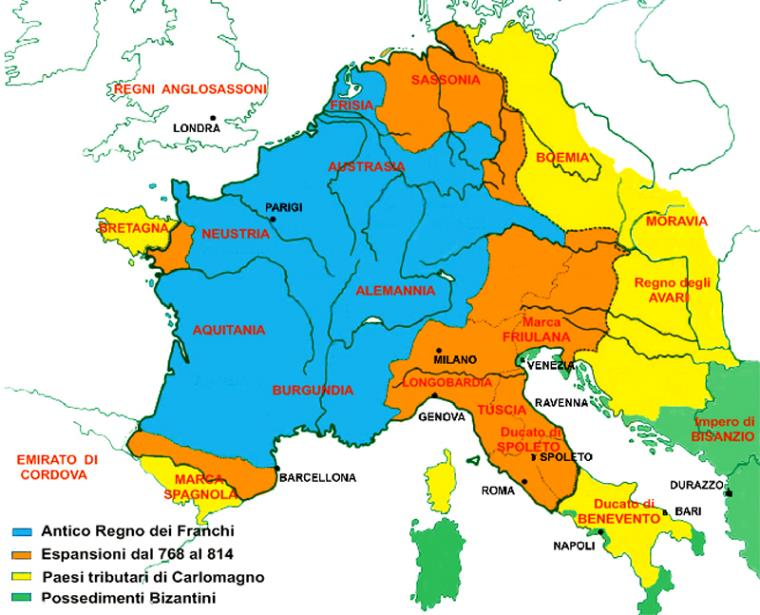 REGNI ANGLOSASSONI
LONDRA
FRISIA
SASSONIA
AUSTRASIA
BOEMIA
PARIGI
BRETAGNA
NEUSTRIA
MORAVIA
ALEMANNIA
Regno degli
AVARI
AQUITANIA
Marca
FRIULANA
MILANO
VENEZIA
BURGUNDIA
LONGOBARDIA
GENOVA
TUSCIA
RAVENNA
Impero di
BISANZIO
Ducato di
SPOLETO
SPOLETO
EMIRATO DI
CORDOVA
MARCA
SPAGNOLA
BARCELLONA
ROMA
DURAZZO
Ducato di
BENEVENTO
BARI
NAPOLI
Antico Regno dei Franchi
Espansioni dal 768 al 814
Paesi tributari di Carlomagno
Possedimenti Bizantini